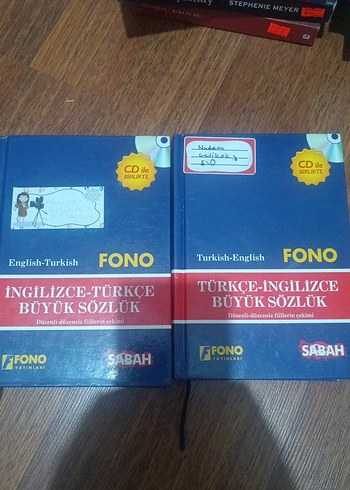 STEPHENIE MEYER
CD ile
BİRLİKTE
English-Turkish
FONO
İNGİLİZCE-TÜRKÇE
BÜYÜK SÖZLÜK
Düzenli-düzensiz fiillerin çekimi
FONO
YAYINLARI
SABAH
CD ile
BİRLİKTE
Turkish-English
FONO
TÜRKÇE-İNGİLİZCE
BÜYÜK SÖZLÜK
Düzenli-düzensiz fiillerin çekimi
FONO
YAYINLARI
SABAH